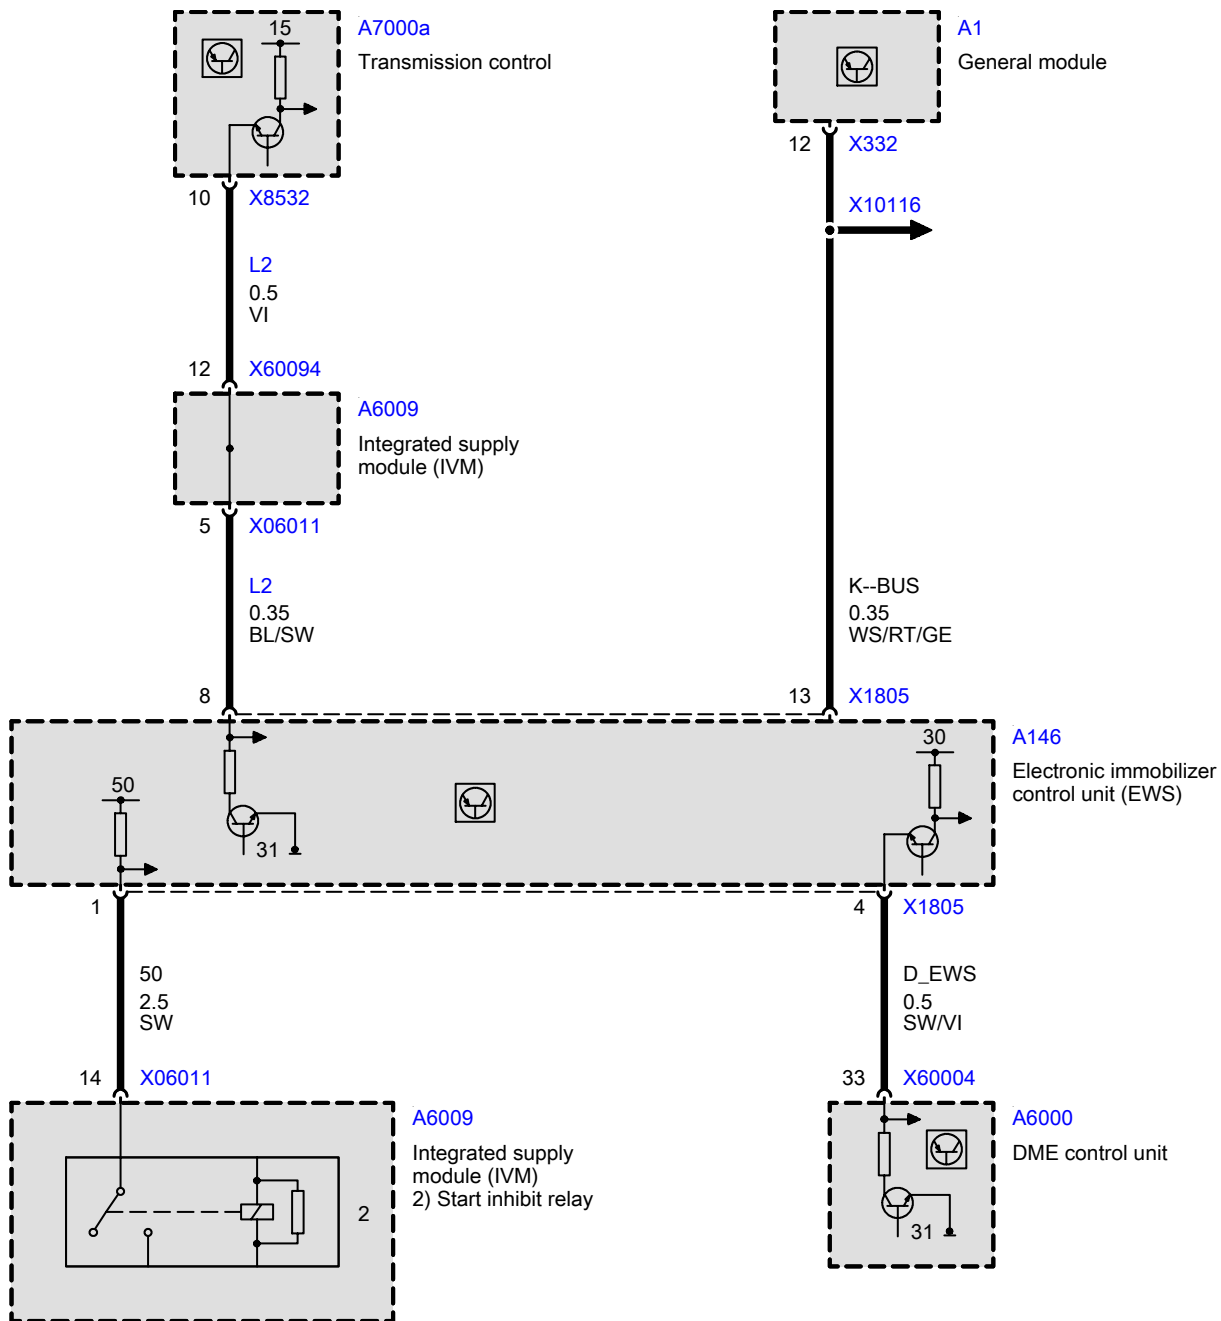 A7000a
Transmission control
15
10 X8532
L2
0.5
VI
12 X60094
A6009
Integrated supply
module (IVM)
5 X06011
L2
0.35
BL/SW
8
A1
General module
12 X332
X10116
K--BUS
0.35
WS/RT/GE
13 X1805
A146
Electronic immobilizer
control unit (EWS)
50
31
30
1
4 X1805
50
2.5
SW
14 X06011
A6009
Integrated supply
module (IVM)
2) Start inhibit relay
2
D_EWS
0.5
SW/VI
33 X60004
A6000
DME control unit
31